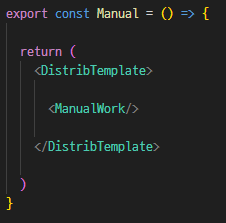 export const Manual = () => {
return (
<DistribTemplate>
<ManualWork/>
</DistribTemplate>
)
}